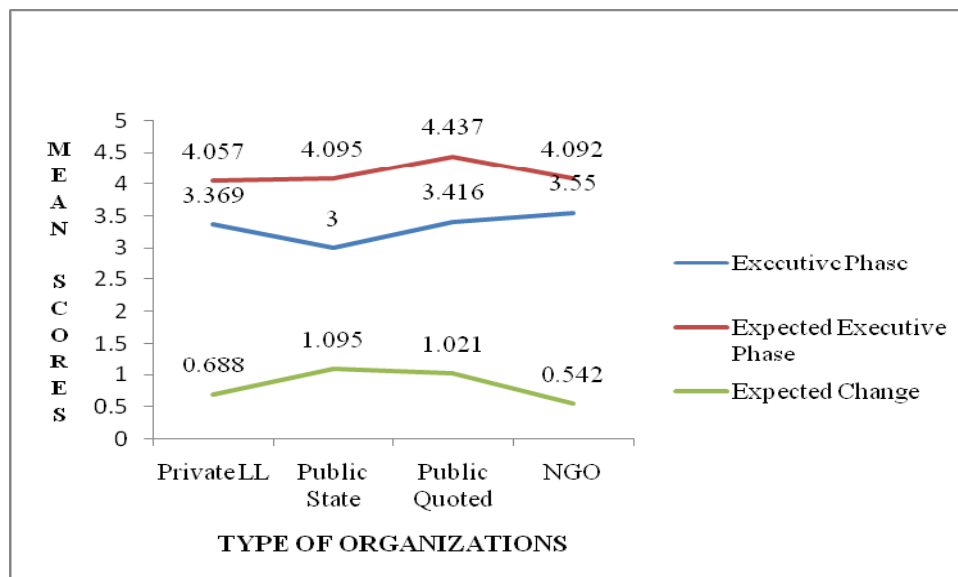 MEAN SCORES
5
4.5
4
3.5
3
2.5
2
1.5
1
0.5
0
4.057
4.095
4.437
4.092
3.369
3
3.416
3.55
0.688
1.095
1.021
0.542
Private LL
Public
State
Public
Quoted
NGO
TYPE OF ORGANIZATIONS
Executive Phase
Expected Executive
Phase
Expected Change